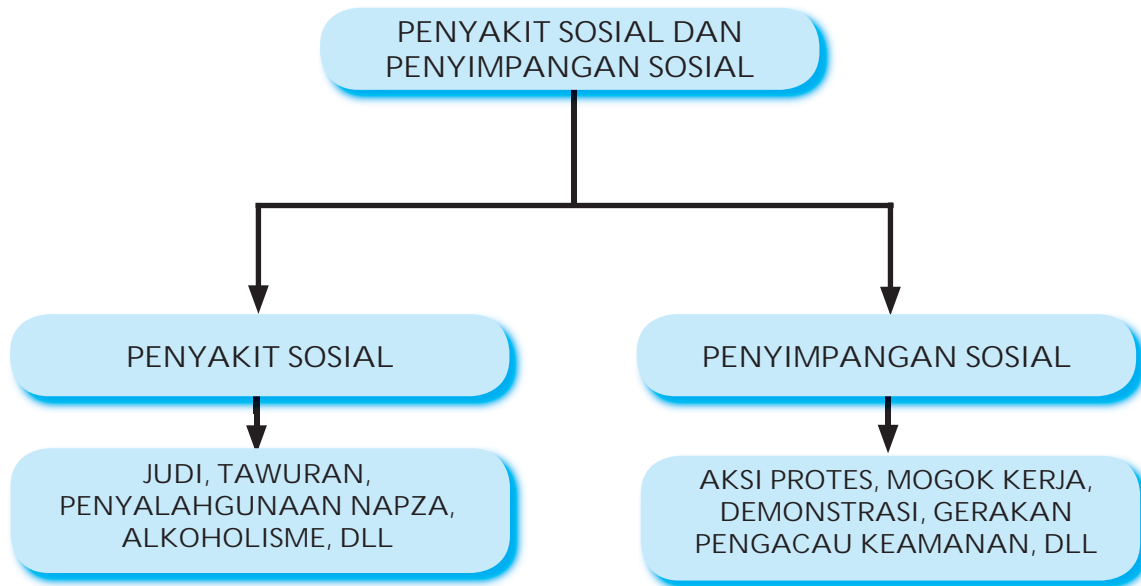 PENYAKIT SOSIAL DAN
PENYIMPANGAN SOSIAL
PENYAKIT SOSIAL
PENYIMPANGAN SOSIAL
JUDI, TAWURAN,
PENYALAHGUNAAN NAPZA,
ALKOHOLISME, DLL
AKSI PROTES, MOGOK KERJA,
DEMONSTRASI, GERAKAN
PENGACAU KEAMANAN, DLL